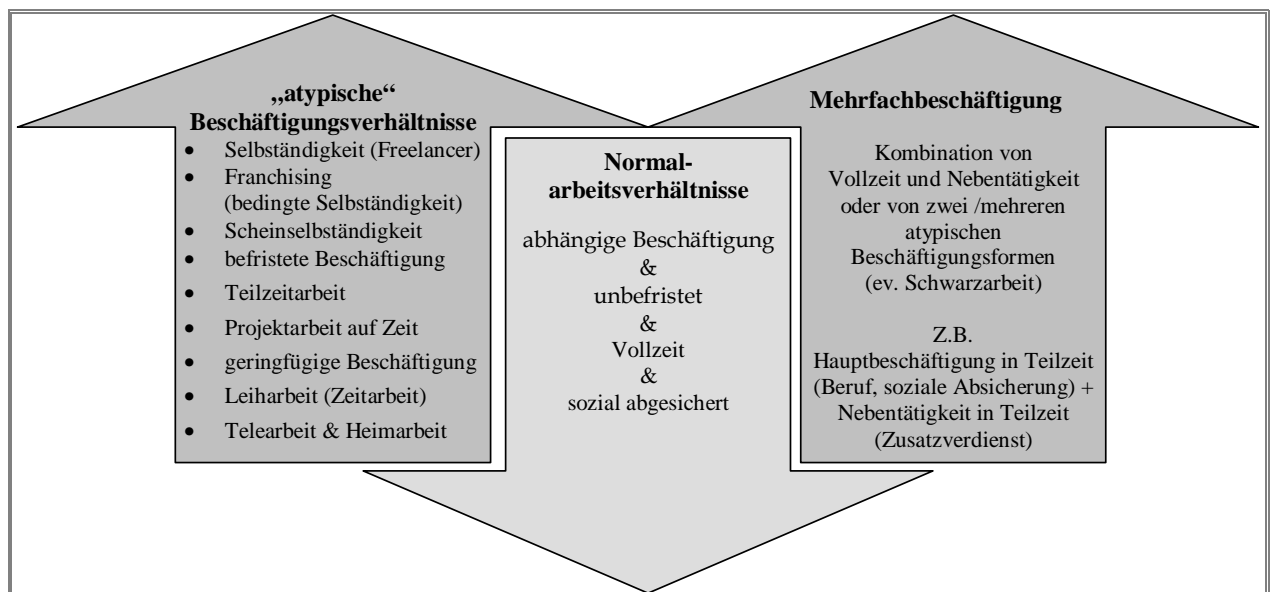 „atypische“
Beschäftigungsverhältnisse
• Selbständigkeit (Freelancer)
• Franchising
(bedingte Selbständigkeit)
• Scheinselbständigkeit
• befristete Beschäftigung
• Teilzeitarbeit
• Projektarbeit auf Zeit
• geringfügige Beschäftigung
• Leiharbeit (Zeitarbeit)
• Telearbeit & Heimarbeit
Normal-
arbeitsverhältnisse
abhängige Beschäftigung
&
unbefristet
&
Vollzeit
&
sozial abgesichert
Mehrfachbeschäftigung
Kombination von
Vollzeit und Nebentätigkeit
oder von zwei /mehreren
atypischen
Beschäftigungsformen
(ev. Schwarzarbeit)
Z.B.
Hauptbeschäftigung in Teilzeit
(Beruf, soziale Absicherung) +
Nebentätigkeit in Teilzeit
(Zusatzverdienst)